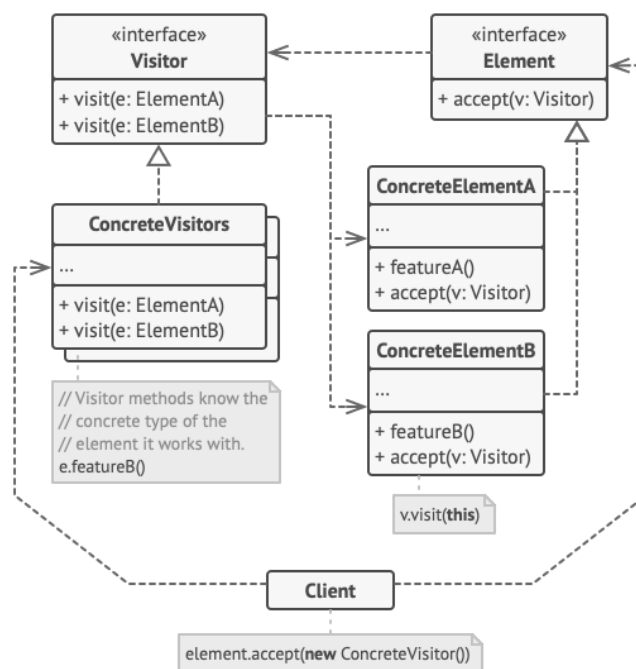 «interface»
Visitor
+ visit(e: ElementA)
+ visit(e: ElementB)
«interface»
Element
+ accept(v: Visitor)
ConcreteVisitors
...
+ visit(e: ElementA)
+ visit(e: ElementB)
// Visitor methods know the
// concrete type of the
// element it works with.
e.featureB()
ConcreteElementA
...
+ featureA()
+ accept(v: Visitor)
ConcreteElementB
...
+ featureB()
+ accept(v: Visitor)
v.visit(this)
Client
element.accept(new ConcreteVisitor())